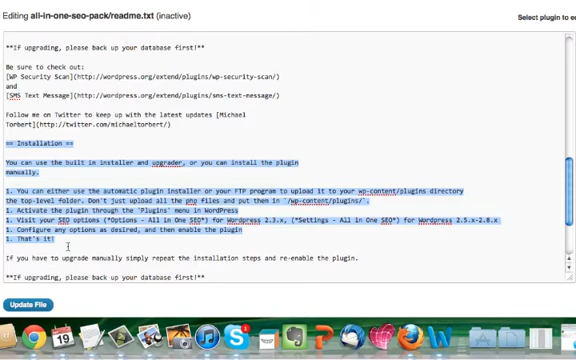 Editing all-in-one-seo-pack/readme.txt (inactive)
Select plugin to e
**If upgrading, please back up your database first!**
Be sure to check out:
[WP Security Scan](http://wordpress.org/extend/plugins/wp-security-scan/)
and
[SMS Text Message](http://wordpress.org/extend/plugins/sms-text-message/)
Follow me on Twitter to keep up with the latest updates [Michael
Torbert](http://twitter.com/michaeltorbert/)
== Installation ==
You can use the built in installer and upgrader, or you can install the plugin
manually.
1. You can either use the automatic plugin installer or your FTP program to upload it to your wp-content/plugins directory
the top-level folder. Don't just upload all the php files and put them in `/wp-content/plugins/`.
1. Activate the plugin through the 'Plugins' menu in WordPress
1. Visit your SEO options (*Options - All in One SEO*) for Wordpress 2.3.x, (*Settings - All in One SEO*) for Wordpress 2.5.x-2.8.x
1. Configure any options as desired, and then enable the plugin
1. That's it!
If you have to upgrade manually simply repeat the installation steps and re-enable the plugin.
**If upgrading, please back up your database first!**
Update File
19
1